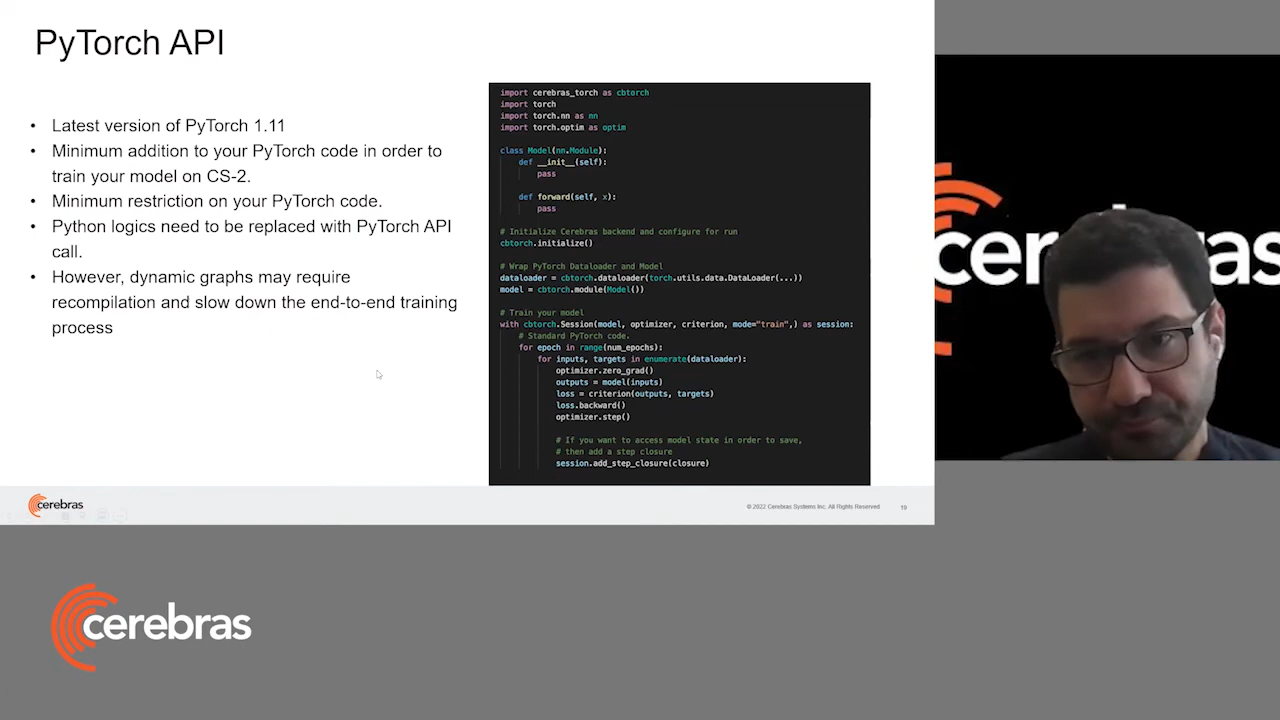 PyTorch API
• Latest version of PyTorch 1.11
• Minimum addition to your PyTorch code in order to
train your model on CS-2.
• Minimum restriction on your PyTorch code.
• Python logics need to be replaced with PyTorch API
call.
• However, dynamic graphs may require
recompilation and slow down the end-to-end training
process
import cerebras_torch as cbtorch
import torch
import torch.nn as nn
import torch.optim as optim
class Model(nn.Module):
def __init__(self):
pass
def forward(self, x):
pass
# Initialize Cerebras backend and configure for run
cbtorch.initialize()
# Wrap PyTorch Dataloader and Model
dataloader = cbtorch.dataloader(torch.utils.data.DataLoader(...))
model = cbtorch.module(Model())
# Train your model
with cbtorch.Session(model, optimizer, criterion, mode="train",) as session:
# Standard PyTorch code.
for epoch in range(num_epochs):
for inputs, targets in enumerate(dataloader):
optimizer.zero_grad()
outputs = model(inputs)
loss = criterion(outputs, targets)
loss.backward()
optimizer.step()
# If you want to access model state in order to save,
# then add a step closure
session.add_step_closure(closure)
cerebras
© 2022 Cerebras Systems Inc. All Rights Reserved
19
cerebras
cerebras